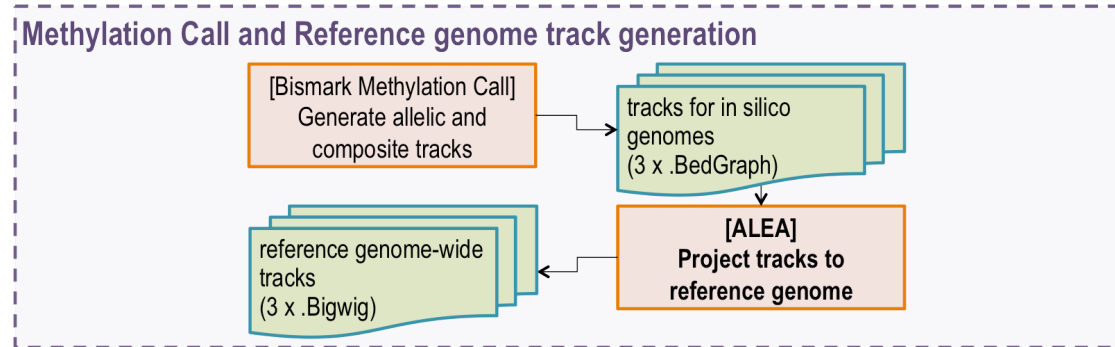 Methylation Call and Reference genome track generation
[Bismark Methylation Call]
Generate allelic and
composite tracks
tracks for in silico
genomes
(3 x .BedGraph)
[ALEA]
Project tracks to
reference genome
reference genome-wide
tracks
(3 x .Bigwig)